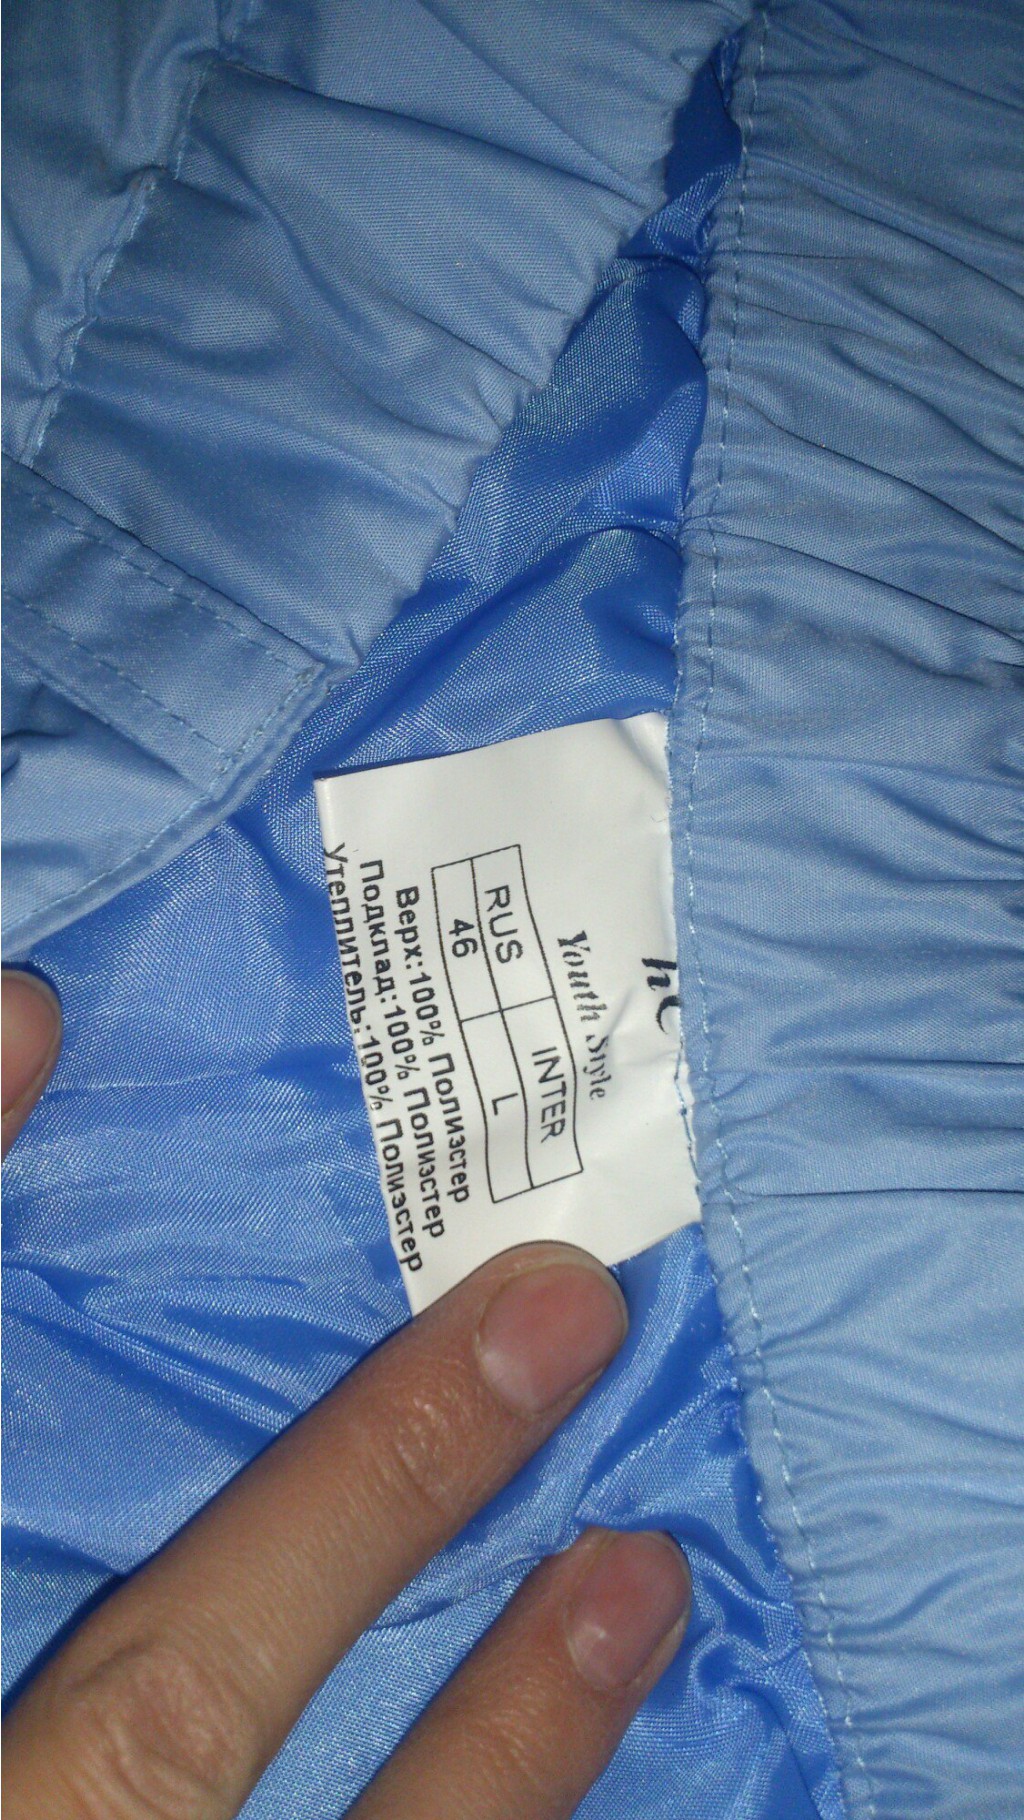 Youth Style
RUS INTER
46 L
Верх:100% Полиэстер
Подклад:100% Полиэстер
Утеплитель:100% Полиэстер